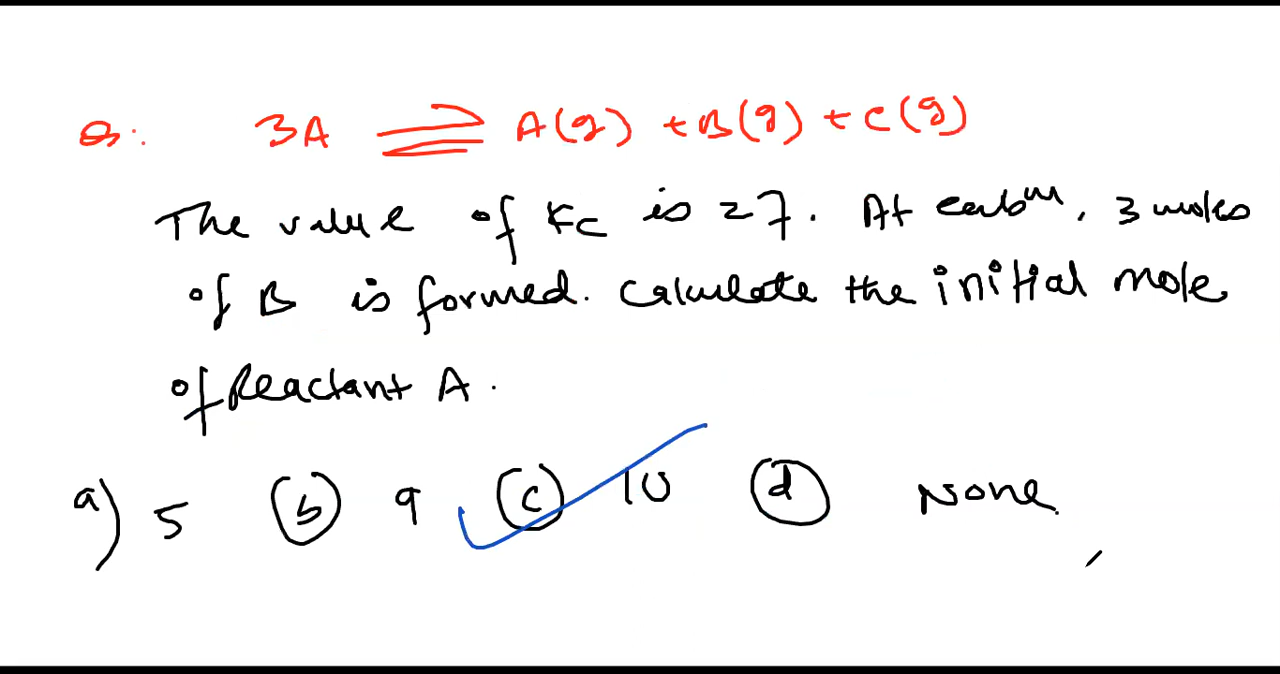 Q. 3A ⇌ A(g) + B(g) + C(g)
The value of Kc is 27. At eqlbm, 3 moles
of B is formed. Calculate the initial mole
of Reactant A.
a) 5 (b) 9 (c) 10 (d) None.